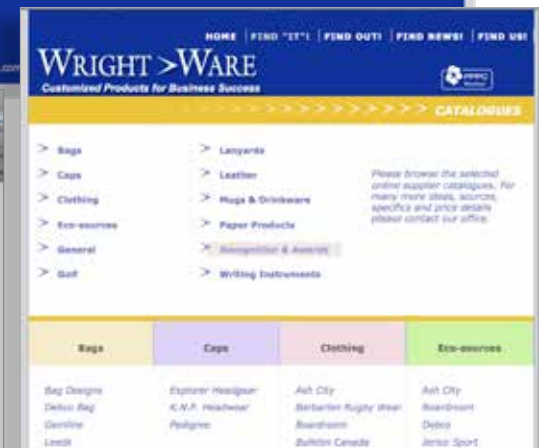 .com
HOME | FIND "IT"! | FIND OUT! | FIND NEWS! | FIND US!
WRIGHT >WARE
Customized Products for Business Success
> > > > > > > > > > > > > > > CATALOGUES
> Bags
> Caps
> Clothing
> Eco-sources
> General
> Golf
> Lanyards
> Leather
> Mugs & Drinkware
> Paper Products
> Recognition & Awards
> Writing Instruments
Please browse the selected
online supplier catalogues. For
many more ideas, sources,
specifics and price details
please contact our office.
Bags Caps Clothing Eco-sources
Bag Designs Explorer Headgear Ash City Ash City
Debco Bag K.N.P. Headwear Barbarian Rugby Wear Boardroom
Gemline Pedigree Boardroom Debco
Leeds Bulletin Canada Sport